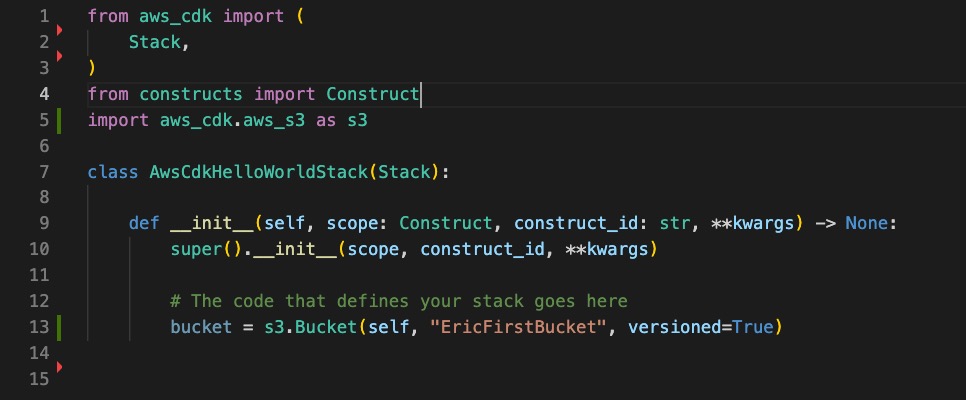 1 from aws_cdk import (
2     Stack,
3 )
4 from constructs import Construct
5 import aws_cdk.aws_s3 as s3
6
7 class AwsCdkHelloWorldStack(Stack):
8
9     def __init__(self, scope: Construct, construct_id: str, **kwargs) -> None:
10         super().__init__(scope, construct_id, **kwargs)
11
12         # The code that defines your stack goes here
13         bucket = s3.Bucket(self, "EricFirstBucket", versioned=True)
14
15